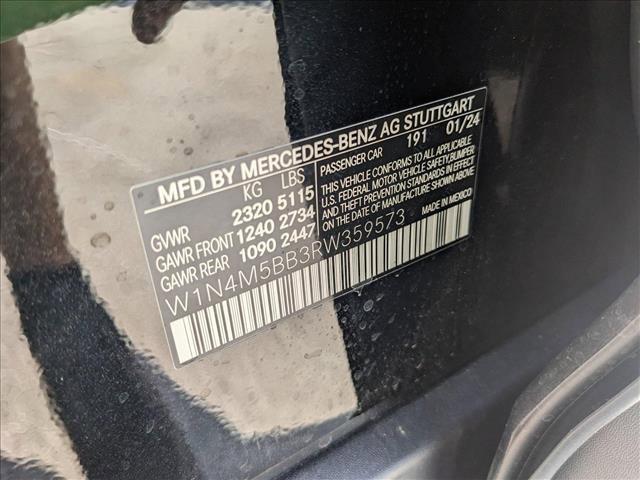 MFD BY MERCEDES-BENZ AG STUTTGART
KG LBS
GVWR 2320 5115
GAWR FRONT 1240 2734
GAWR REAR 1090 2447
PASSENGER CAR 191 01/24
THIS VEHICLE CONFORMS TO ALL APPLICABLE
U.S. FEDERAL MOTOR VEHICLE SAFETY, BUMPER
AND THEFT PREVENTION STANDARDS IN EFFECT
ON THE DATE OF MANUFACTURE SHOWN ABOVE
MADE IN MEXICO
W1N4M5BB3RW359573